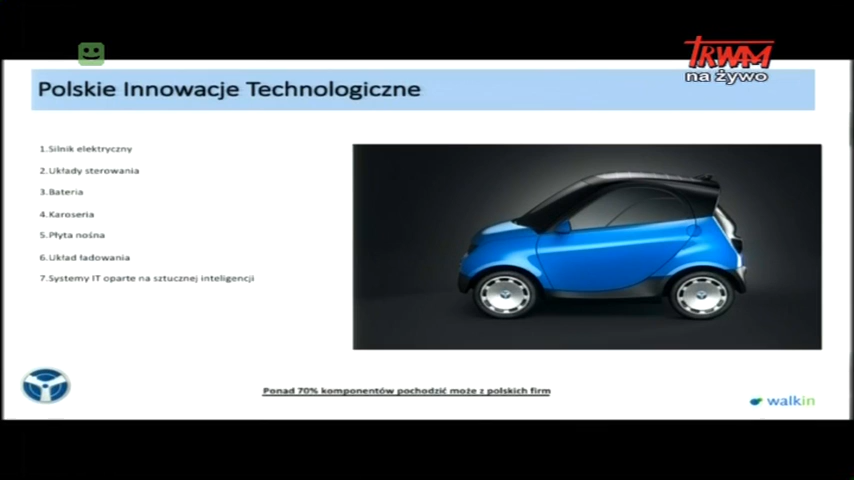 TRWAM
na żywo
Polskie Innowacje Technologiczne
1.Silnik elektryczny
2.Układy sterowania
3.Bateria
4.Karoseria
5.Płyta nośna
6.Układ ładowania
7.Systemy IT oparte na sztucznej inteligencji
Ponad 70% komponentów pochodzić może z polskich firm
walkin